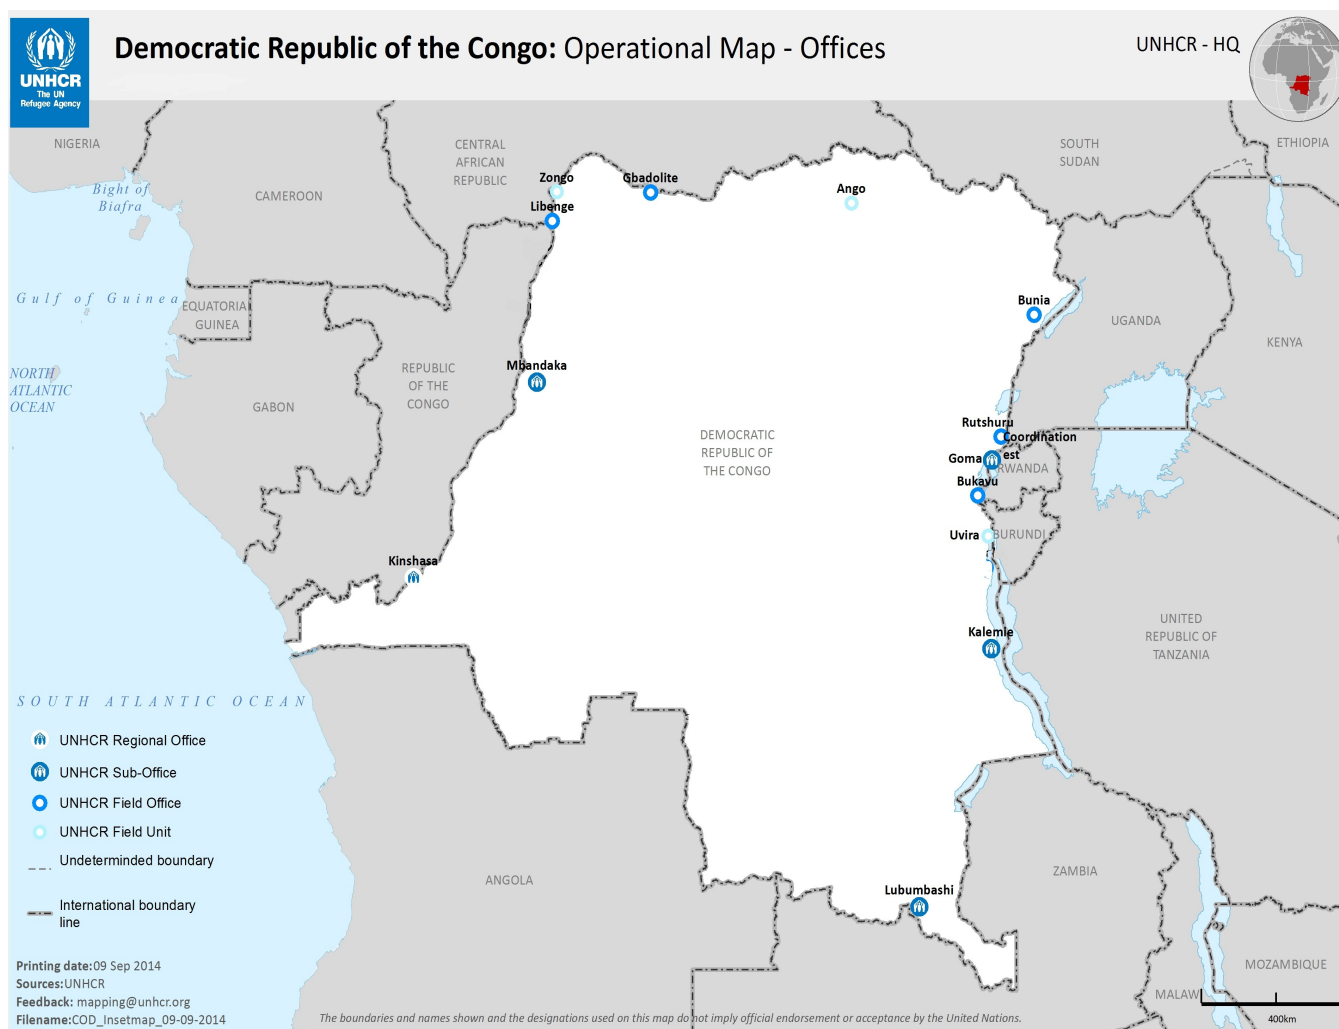 Democratic Republic of the Congo: Operational Map - Offices
UNHCR - HQ
UNHCR
The UN
Refugee Agency
NIGERIA
CAMEROON
CENTRAL
AFRICAN
REPUBLIC
SOUTH
SUDAN
ETHIOPIA
Bight of
Biafra
Zongo
Gbadolite
Ango
Libenge
Gulf of Guinea
EQUATORIA
GUINEA
Bunia
UGANDA
KENYA
NORTH
ATLANTIC
OCEAN
GABON
REPUBLIC
OF THE
CONGO
Mbandaka
DEMOCRATIC
REPUBLIC OF
THE CONGO
Rutshuru
Coordination
est
Goma
RWANDA
Bukavu
Uvira
BURUNDI
Kinshasa
Kalemie
UNITED
REPUBLIC OF
TANZANIA
SOUTH ATLANTIC OCEAN
UNHCR Regional Office
UNHCR Sub-Office
UNHCR Field Office
UNHCR Field Unit
Undeterminded boundary
International boundary
line
ANGOLA
Lubumbashi
ZAMBIA
MALAW
MOZAMBIQUE
400km
Printing date:09 Sep 2014
Sources:UNHCR
Feedback: mapping@unhcr.org
Filename:COD_Insetmap_09-09-2014
The boundaries and names shown and the designations used on this map do not imply official endorsement or acceptance by the United Nations.